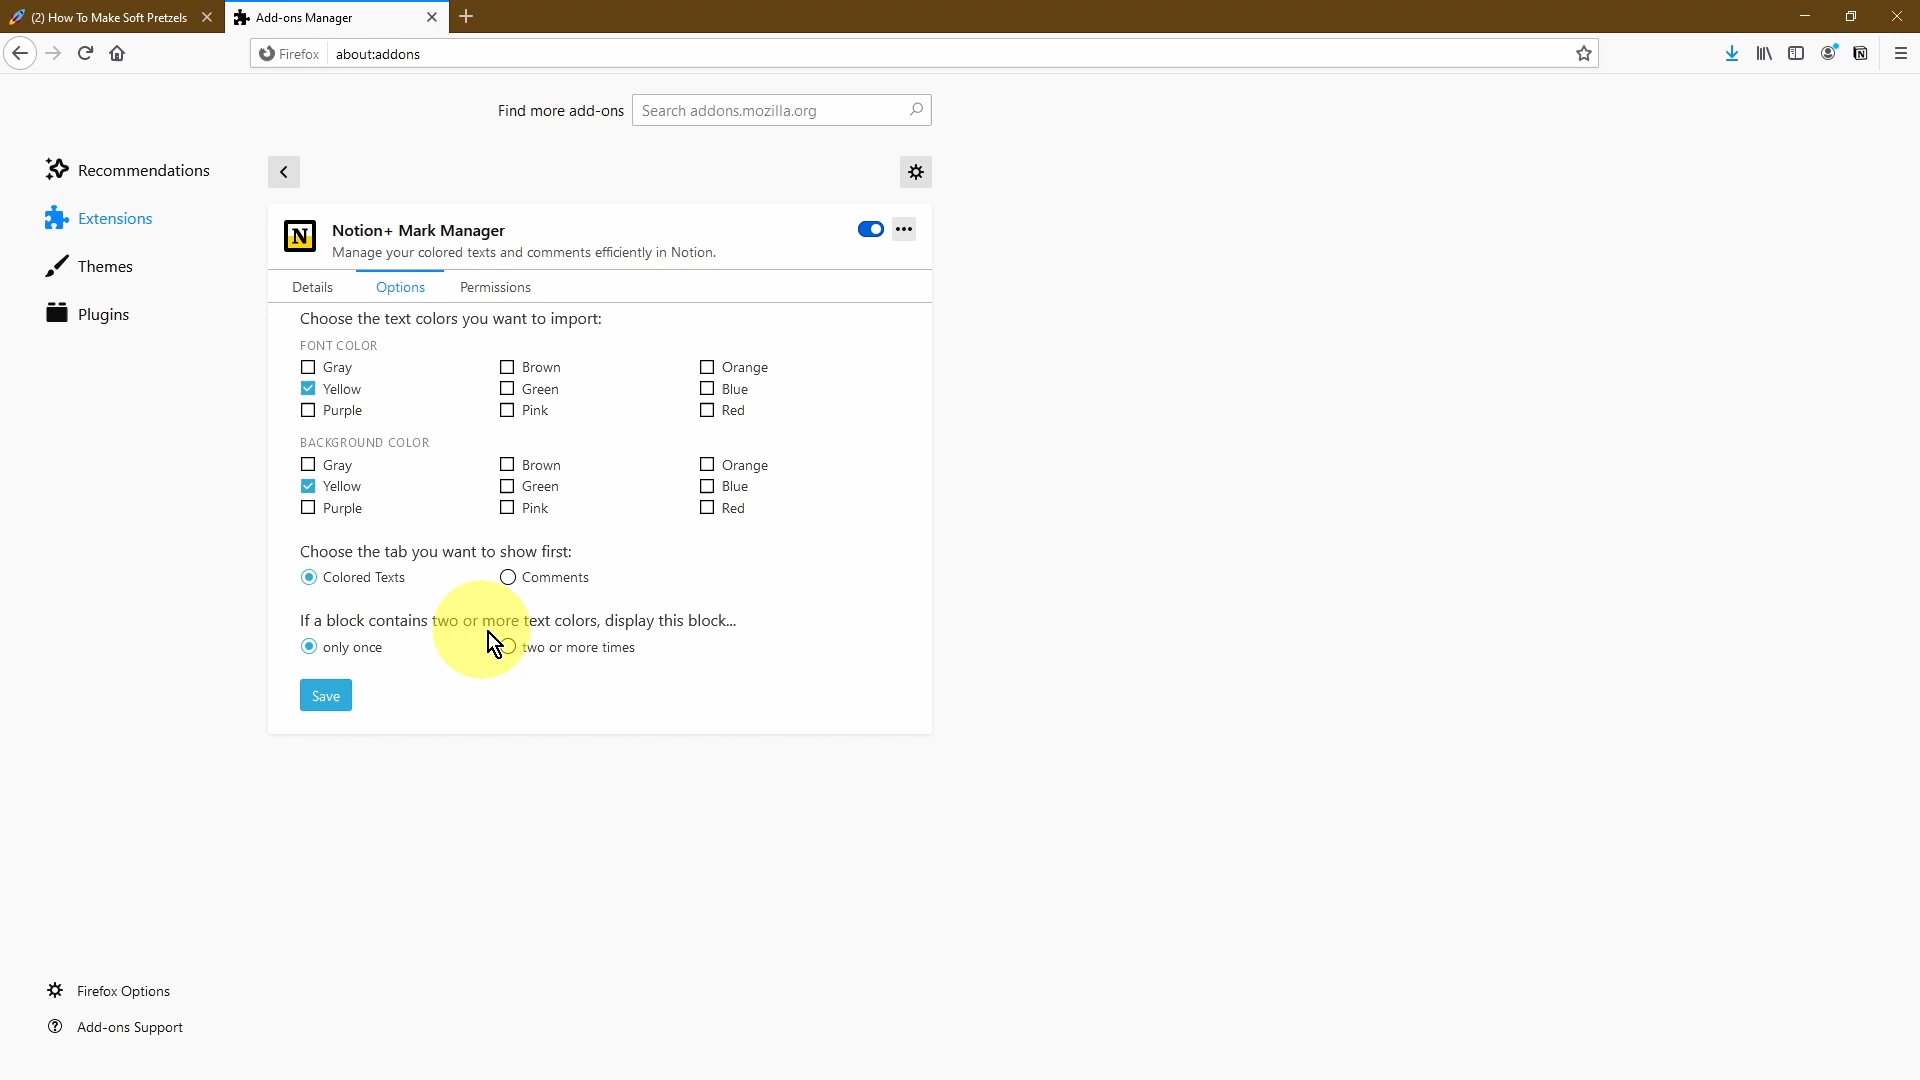 (2) How To Make Soft Pretzels
Add-ons Manager
Firefox
about:addons
Find more add-ons
Search addons.mozilla.org
Recommendations
Extensions
Themes
Plugins
N
Notion+ Mark Manager
Manage your colored texts and comments efficiently in Notion.
Details
Options
Permissions
Choose the text colors you want to import:
FONT COLOR
Gray
Brown
Orange
Yellow
Green
Blue
Purple
Pink
Red
BACKGROUND COLOR
Gray
Brown
Orange
Yellow
Green
Blue
Purple
Pink
Red
Choose the tab you want to show first:
Colored Texts
Comments
If a block contains two or more text colors, display this block...
only once
two or more times
Save
Firefox Options
Add-ons Support